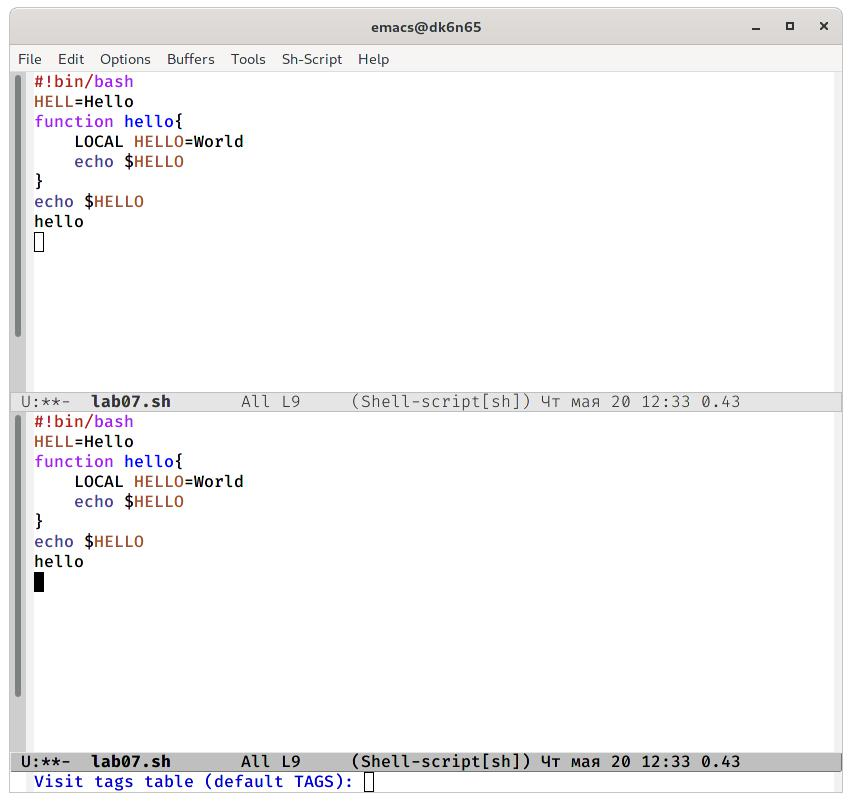 emacs@dk6n65
File Edit Options Buffers Tools Sh-Script Help
#!bin/bash
HELL=Hello
function hello{
    LOCAL HELLO=World
    echo $HELLO
}
echo $HELLO
hello
U:**-  lab07.sh       All L9     (Shell-script[sh]) Чт мая 20 12:33 0.43
#!bin/bash
HELL=Hello
function hello{
    LOCAL HELLO=World
    echo $HELLO
}
echo $HELLO
hello
U:**-  lab07.sh       All L9     (Shell-script[sh]) Чт мая 20 12:33 0.43
Visit tags table (default TAGS):